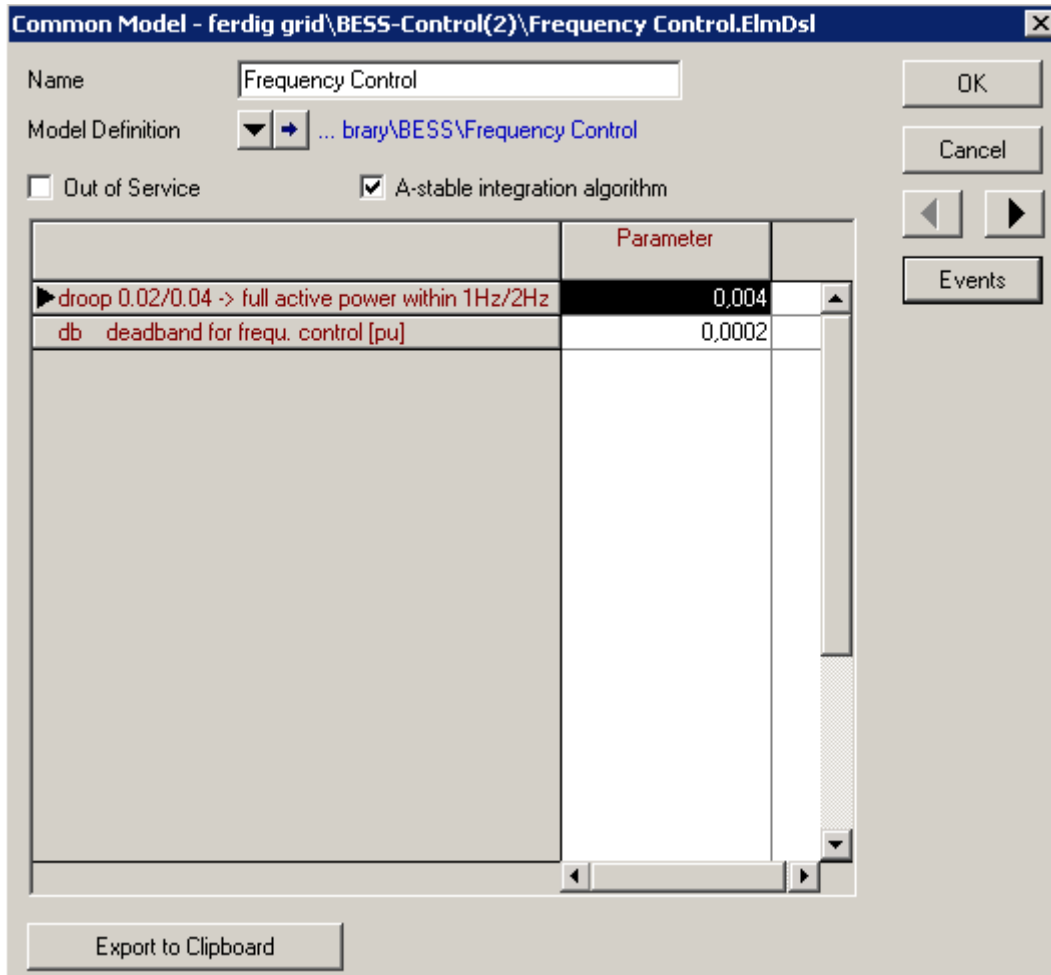 Common Model - ferdig grid\BESS-Control(2)\Frequency Control.ElmDsl
Name Frequency Control OK
Model Definition ... brary\BESS\Frequency Control Cancel
Out of Service A-stable integration algorithm
Parameter
Events
droop 0.02/0.04 -> full active power within 1Hz/2Hz 0,004
db deadband for frequ. control [pu] 0,0002
Export to Clipboard